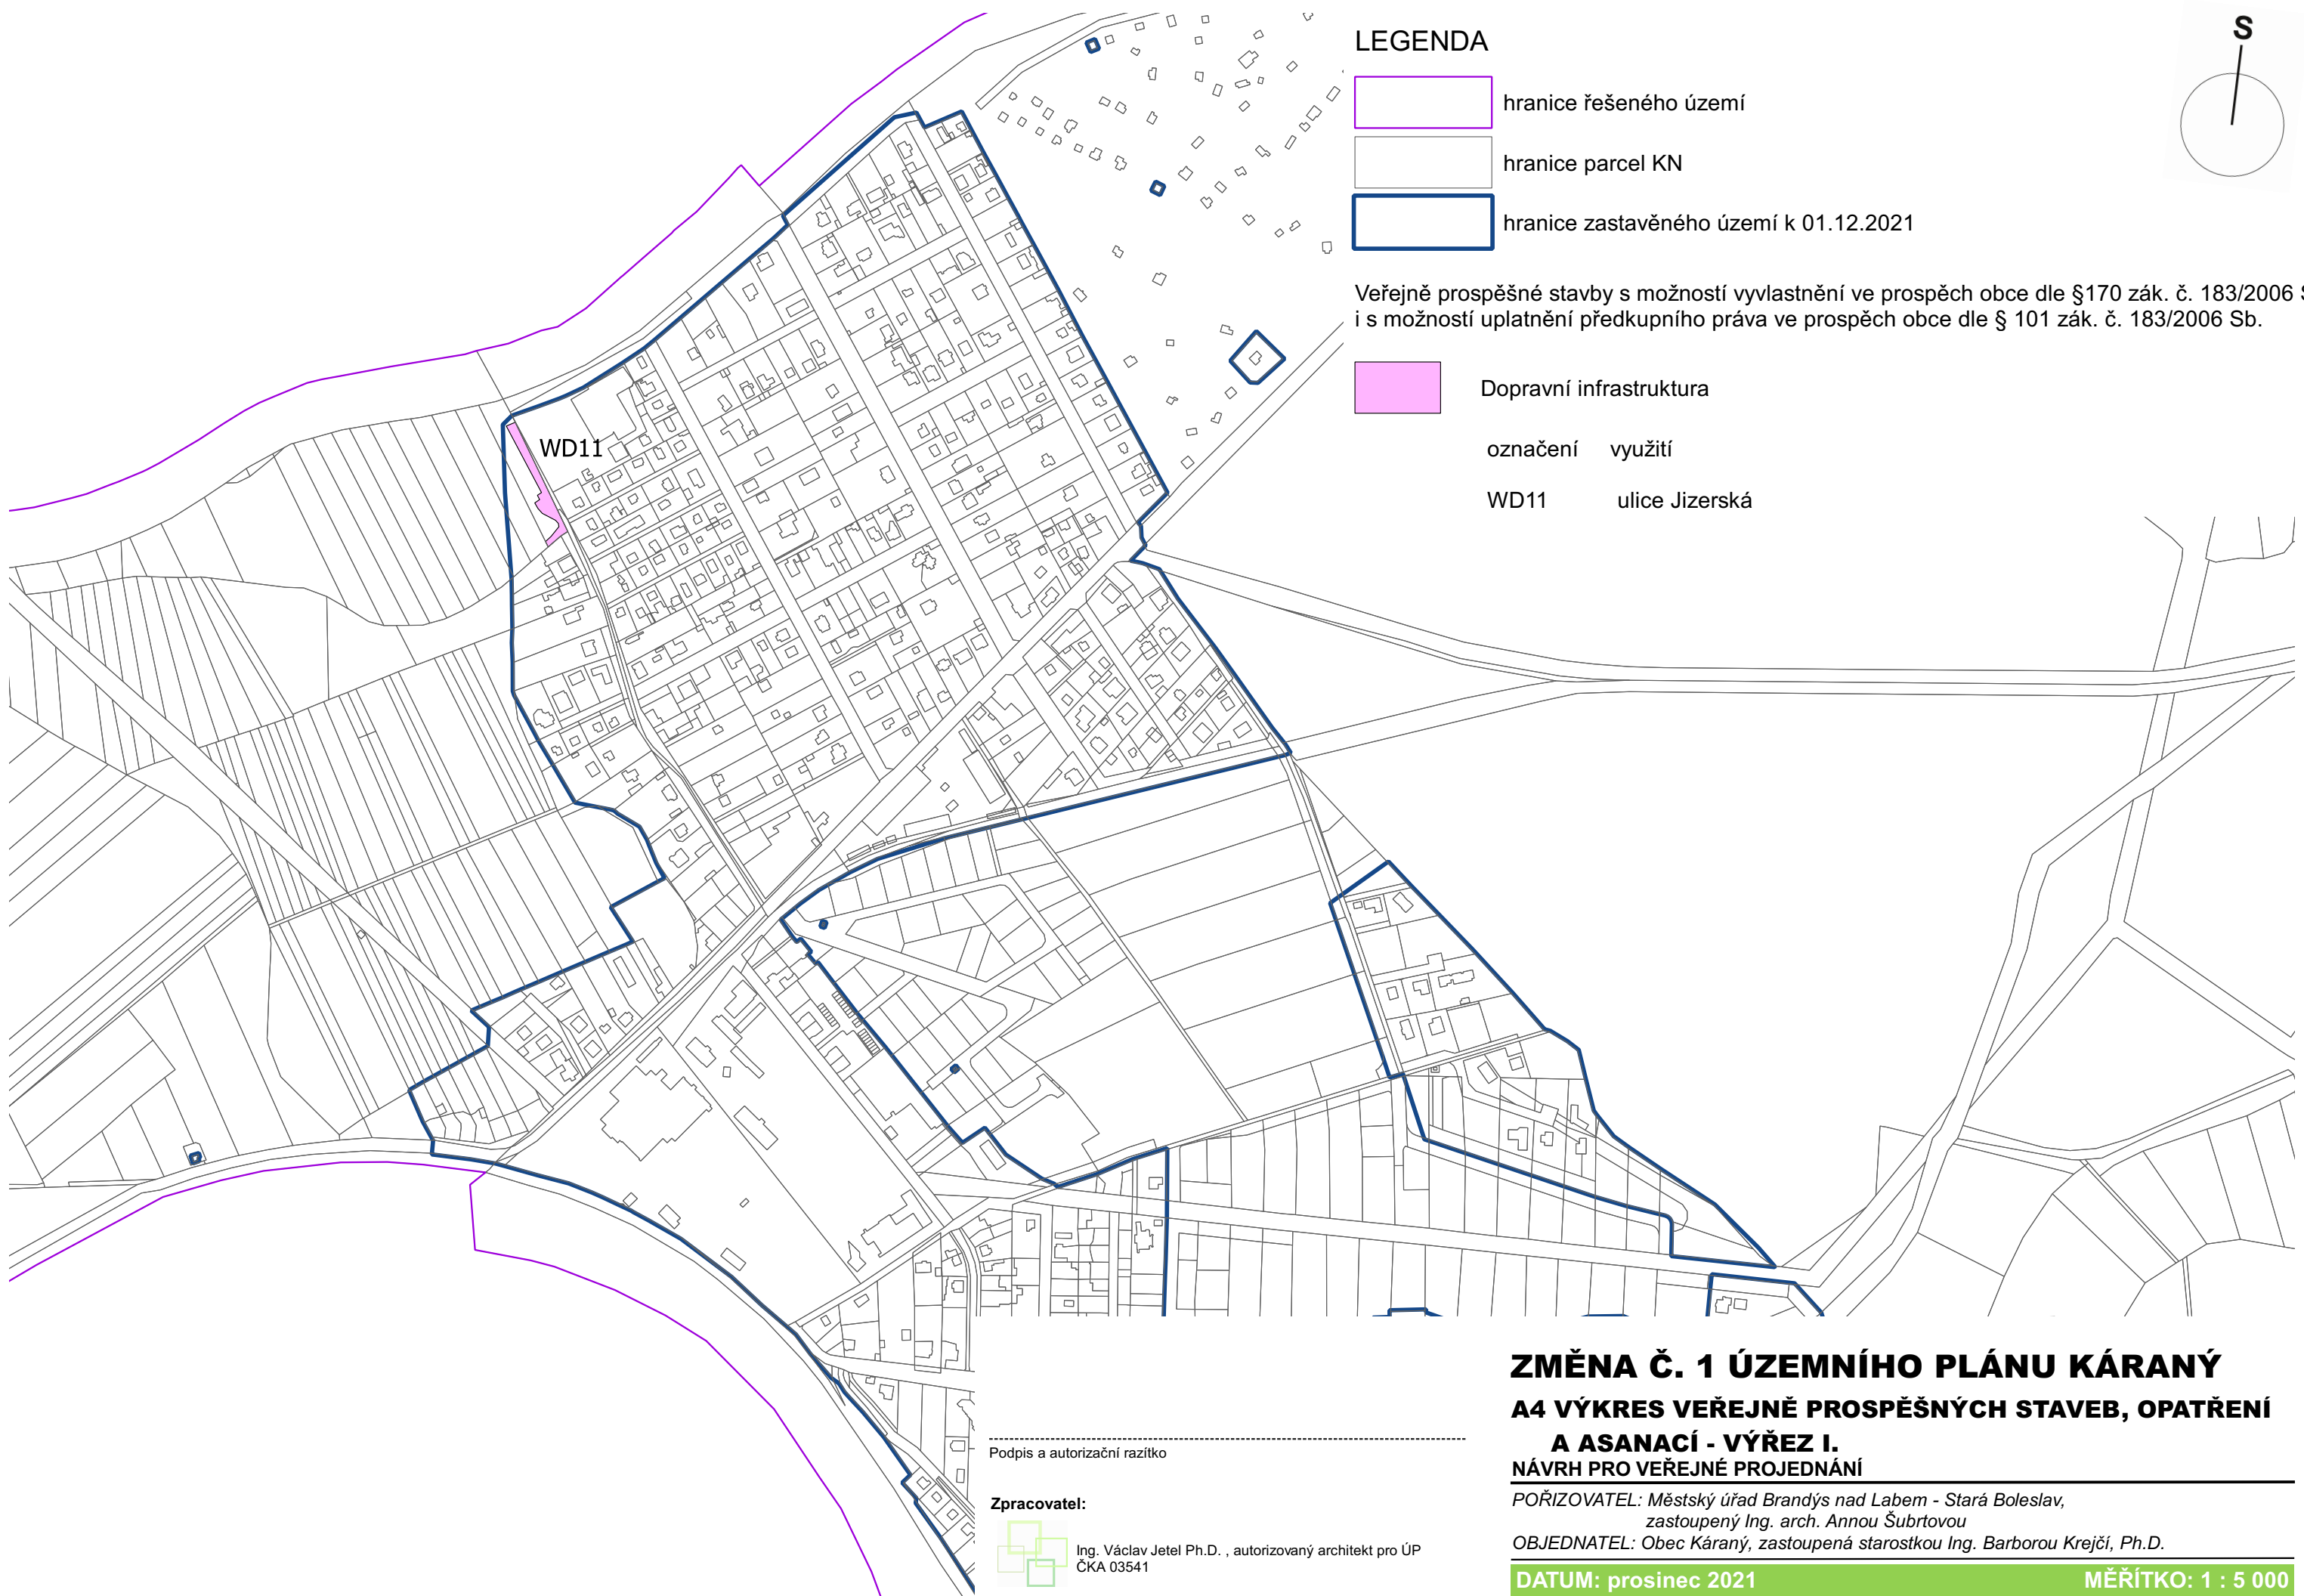 LEGENDA
S
hranice řešeného území
hranice parcel KN
hranice zastavěného území k 01.12.2021
Veřejně prospěšné stavby s možností vyvlastnění ve prospěch obce dle §170 zák. č. 183/2006 S
i s možností uplatnění předkupního práva ve prospěch obce dle § 101 zák. č. 183/2006 Sb.
Dopravní infrastruktura
označení využití
WD11 ulice Jizerská
WD11
ZMĚNA Č. 1 ÚZEMNÍHO PLÁNU KÁRANÝ
A4 VÝKRES VEŘEJNĚ PROSPĚŠNÝCH STAVEB, OPATŘENÍ
A ASANACÍ - VÝŘEZ I.
NÁVRH PRO VEŘEJNÉ PROJEDNÁNÍ
POŘIZOVATEL: Městský úřad Brandýs nad Labem - Stará Boleslav,
zastoupený Ing. arch. Annou Šubrtovou
OBJEDNATEL: Obec Káraný, zastoupená starostkou Ing. Barborou Krejčí, Ph.D.
DATUM: prosinec 2021 MĚŘÍTKO: 1 : 5 000
Podpis a autorizační razítko
Zpracovatel:
Ing. Václav Jetel Ph.D. , autorizovaný architekt pro ÚP
ČKA 03541